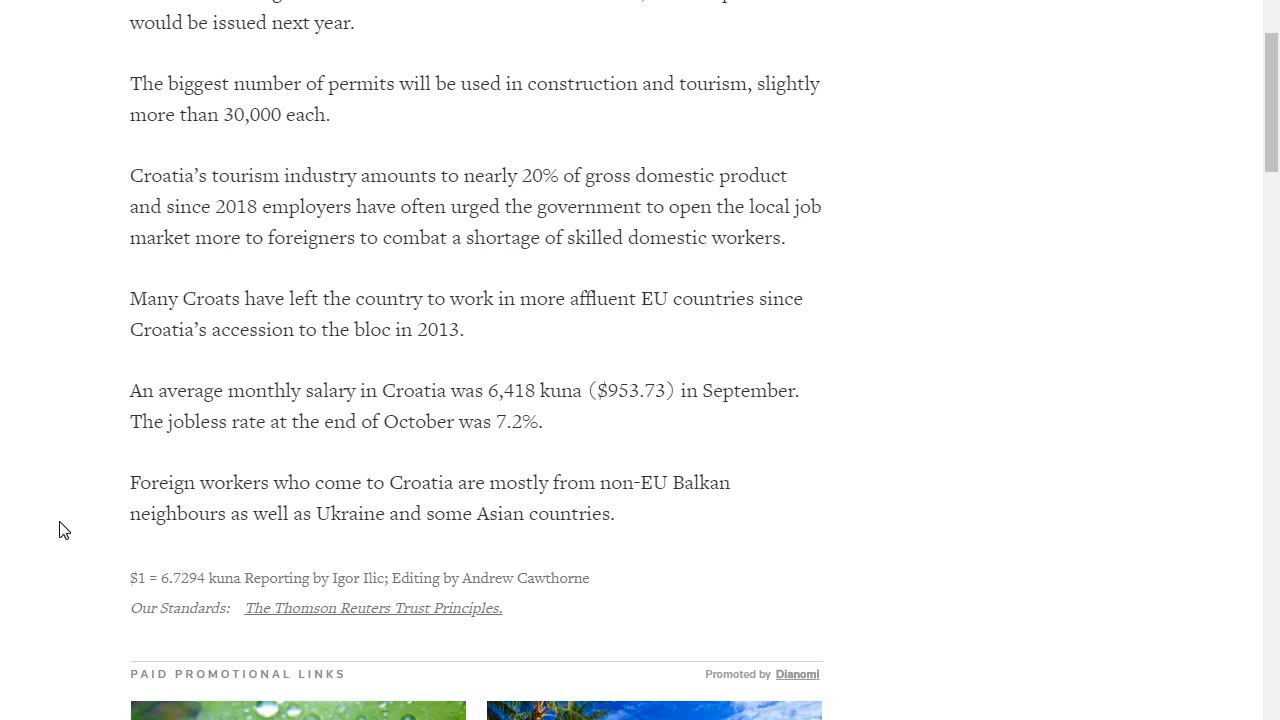 would be issued next year.
The biggest number of permits will be used in construction and tourism, slightly
more than 30,000 each.
Croatia’s tourism industry amounts to nearly 20% of gross domestic product
and since 2018 employers have often urged the government to open the local job
market more to foreigners to combat a shortage of skilled domestic workers.
Many Croats have left the country to work in more affluent EU countries since
Croatia’s accession to the bloc in 2013.
An average monthly salary in Croatia was 6,418 kuna ($953.73) in September.
The jobless rate at the end of October was 7.2%.
Foreign workers who come to Croatia are mostly from non-EU Balkan
neighbours as well as Ukraine and some Asian countries.
$1 = 6.7294 kuna Reporting by Igor Ilic; Editing by Andrew Cawthorne
Our Standards: The Thomson Reuters Trust Principles.
PAID PROMOTIONAL LINKS Promoted by Dianomi